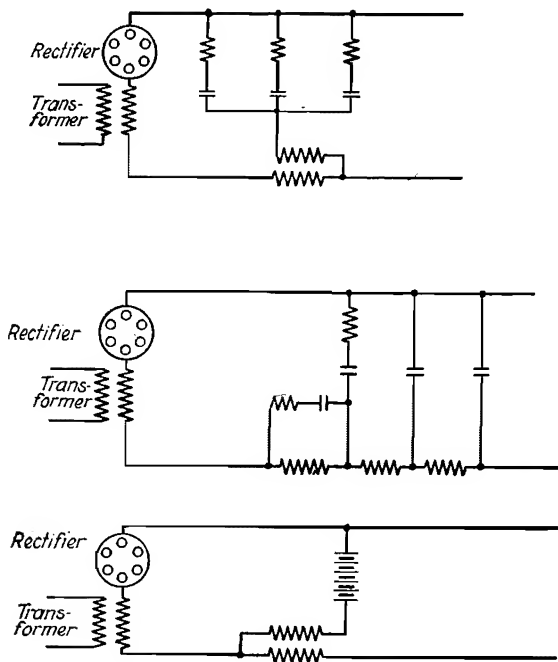 Rectifier
Trans-
former
Rectifier
Trans-
former
Rectifier
Trans-
former